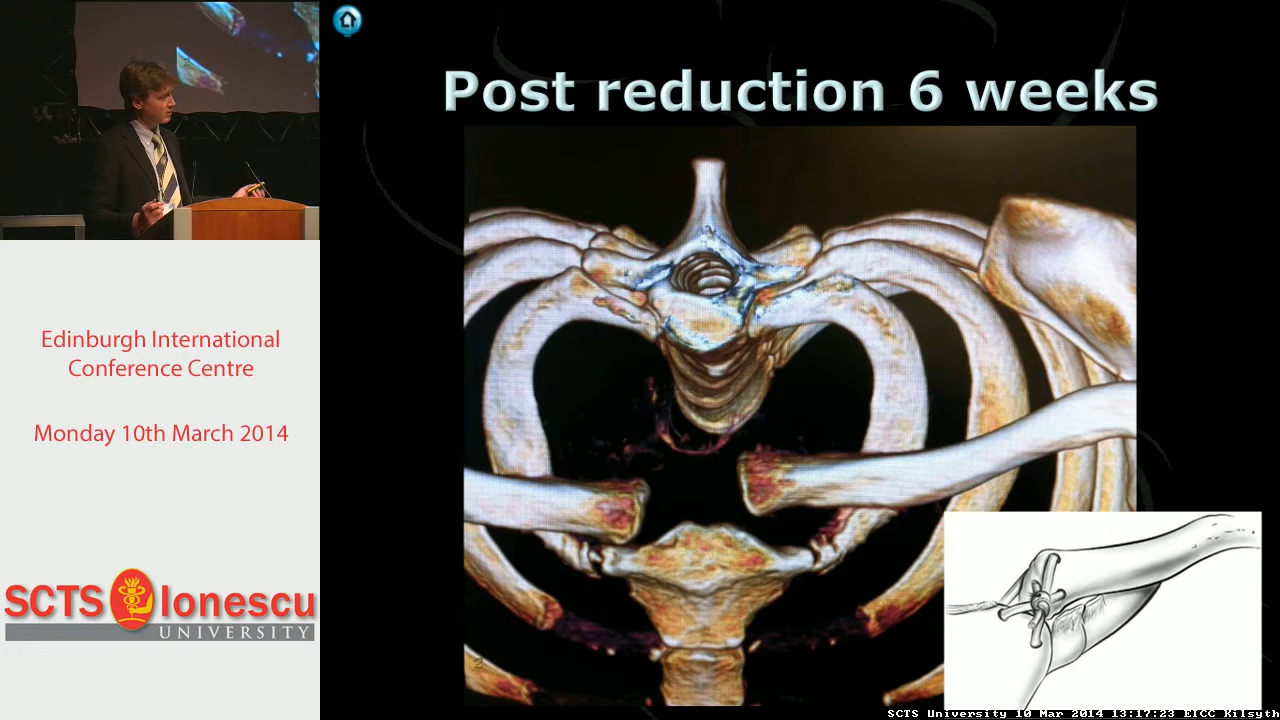 Post reduction 6 weeks
Edinburgh International
Conference Centre
Monday 10th March 2014
SCTS Ionescu
UNIVERSITY
SCTS University 10 Mar 2014 13:17:23 EICC Kilsyth